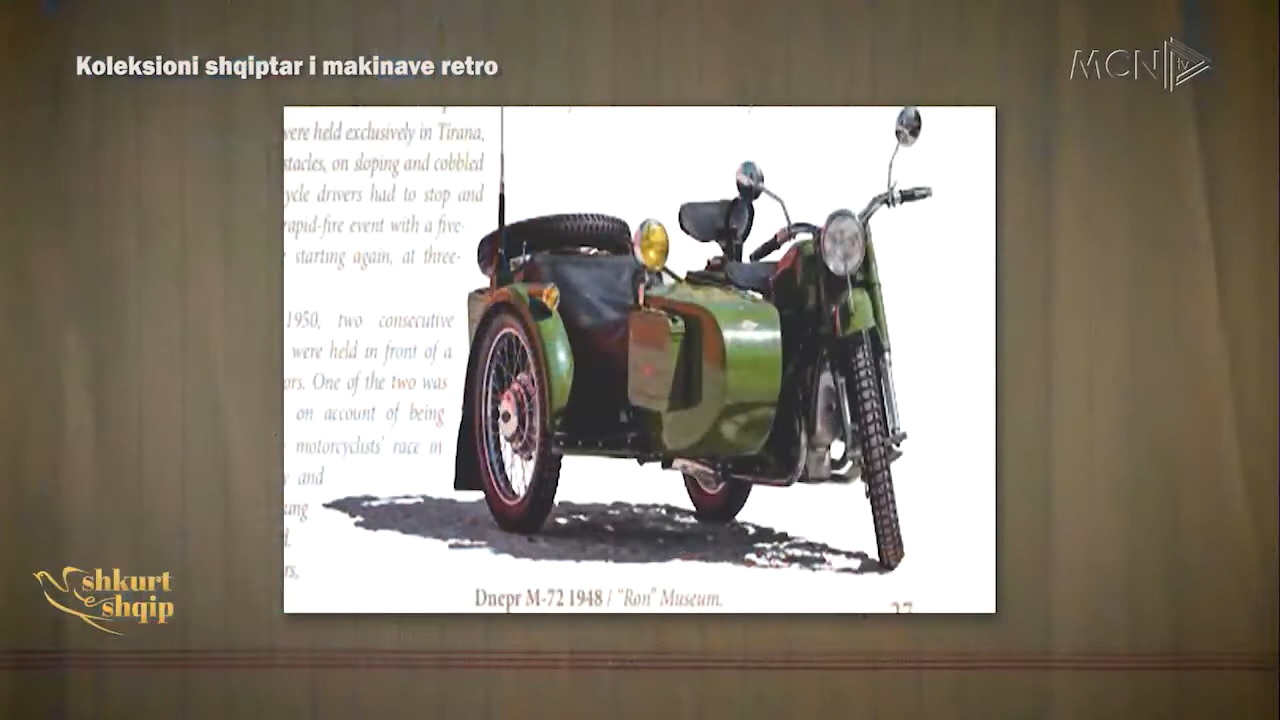 Koleksioni shqiptar i makinave retro
MCN tv
were held exclusively in Tirana,
stacles, on sloping and cobbled
ycle drivers had to stop and
rapid-fire event with a five-
starting again, at three-
1950, two consecutive
were held in front of a
ors. One of the two was
on account of being
motorcyclists' race in
and
ung
rs,
Dnepr M-72 1948 / "Ron" Museum.
27
shkurt
e shqip